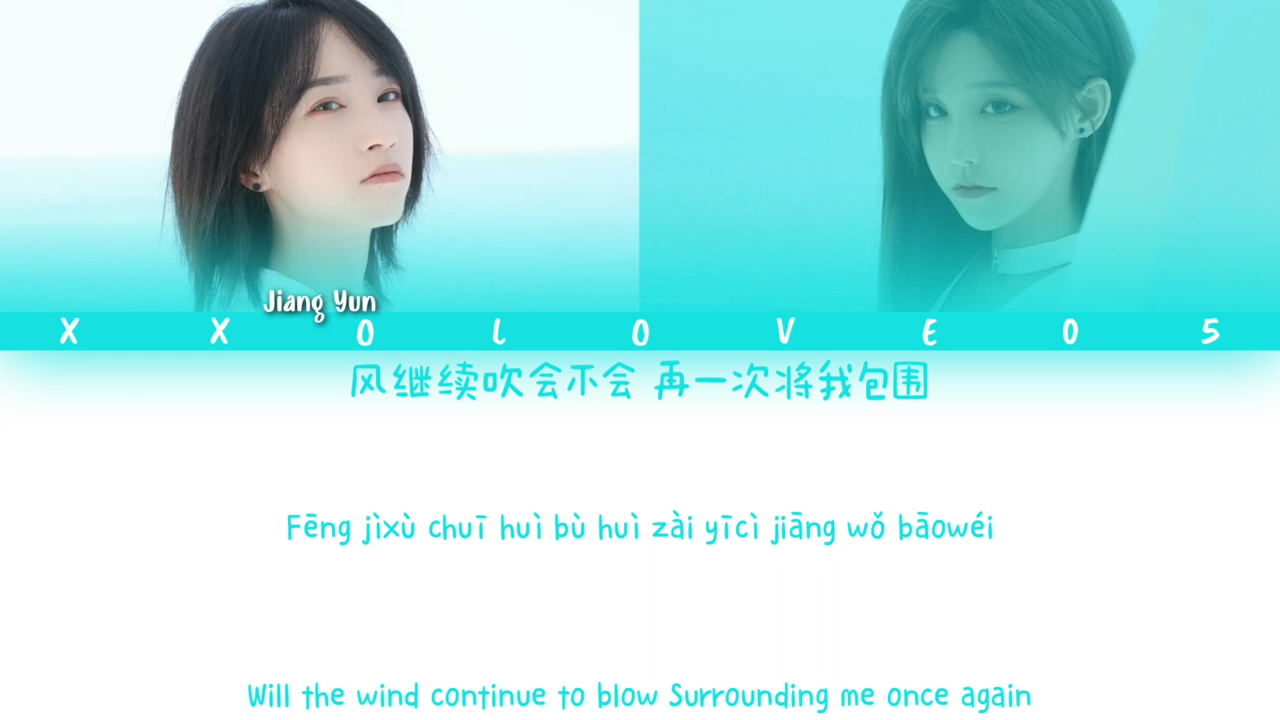 Jiang Yun
X X O L O V E 0 5
风继续吹会不会 再一次将我包围
Fēng jìxù chuī huì bù huì zài yīcì jiāng wǒ bāowéi
Will the wind continue to blow Surrounding me once again